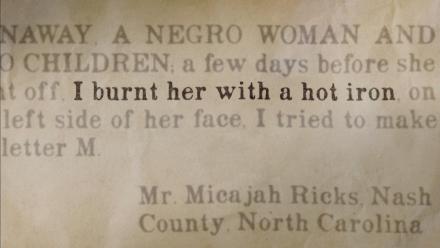 NAWAY, A NEGRO WOMAN AND
O CHILDREN; a few days before she
nt off, I burnt her with a hot iron, on
left side of her face, I tried to make
letter M.
Mr. Micajah Ricks, Nash
County, North Carolina